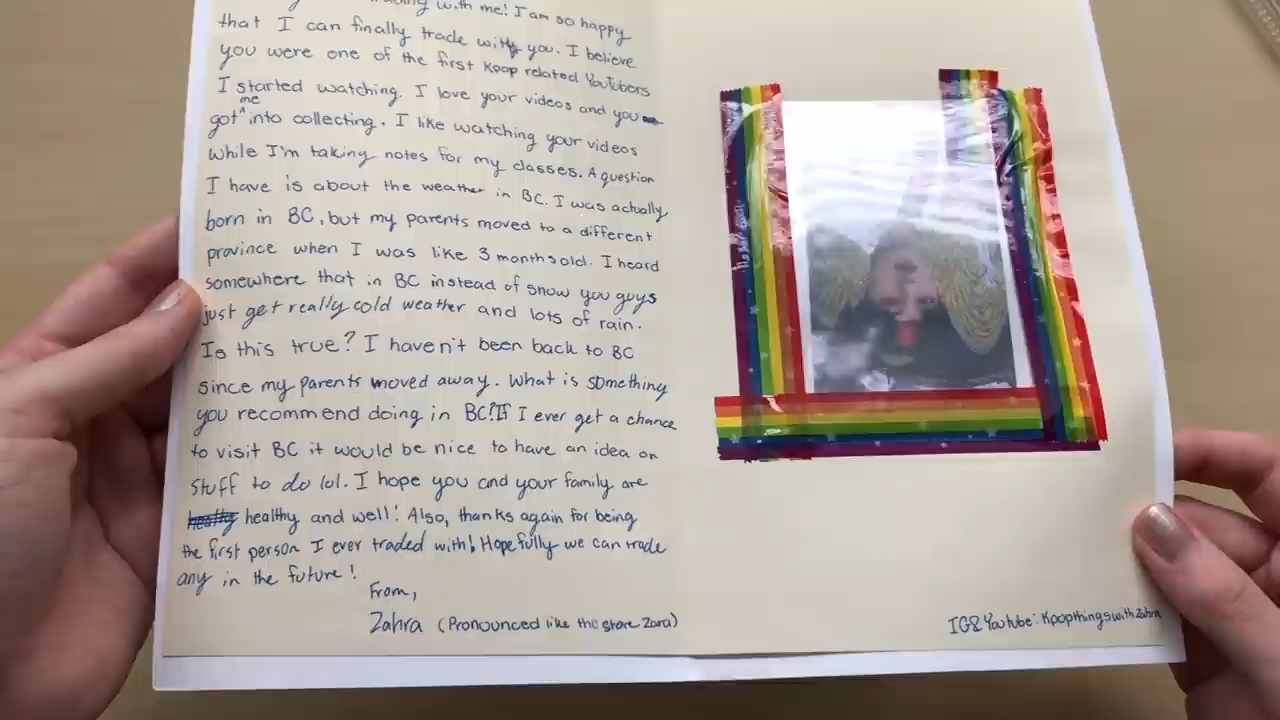 with me! I am so happy
that I can finally trade with you. I believe
you were one of the first Kpop related YouTubers
I started watching. I love your videos and you
me
got ^ into collecting. I like watching your videos
while I'm taking notes for my classes. A question
I have is about the weather in BC. I was actually
born in BC, but my parents moved to a different
province when I was like 3 months old. I heard
somewhere that in BC instead of snow you guys
just get really cold weather and lots of rain.
Is this true? I haven't been back to BC
since my parents moved away. What is something
you recommend doing in BC? If I ever get a chance
to visit BC it would be nice to have an idea on
stuff to do lol. I hope you and your family are
healthy and well! Also, thanks again for being
the first person I ever traded with! Hopefully we can trade
any in the future!
From,
Zahra (Pronounced like the store Zara)
IG & YouTube: Kpopthingswithzahra